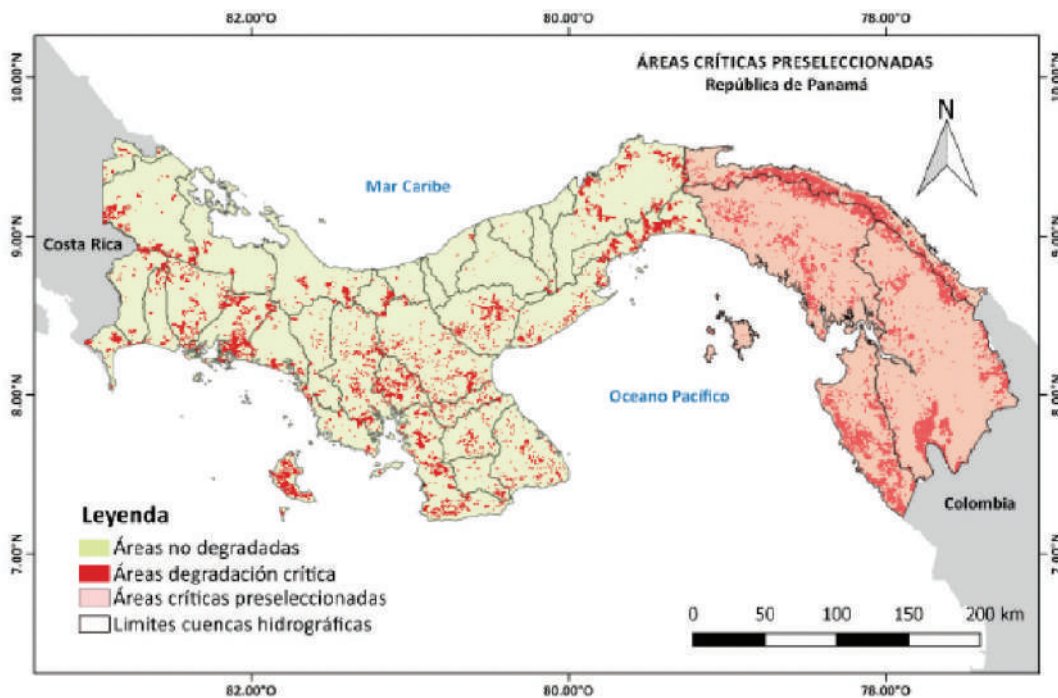 82.00°O 80.00°O 78.00°O
ÁREAS CRÍTICAS PRESELECCIONADAS
República de Panamá
10.00°N 10.00°N
N
Mar Caribe
Costa Rica
9.00°N 9.00°N
8.00°N 8.00°N
Oceano Pacífico
Colombia
Leyenda
Áreas no degradadas
Áreas degradación crítica
Áreas críticas preseleccionadas
Limites cuencas hidrográficas
7.00°N 7.00°N
0 50 100 150 200 km
82.00°O 80.00°O 78.00°O